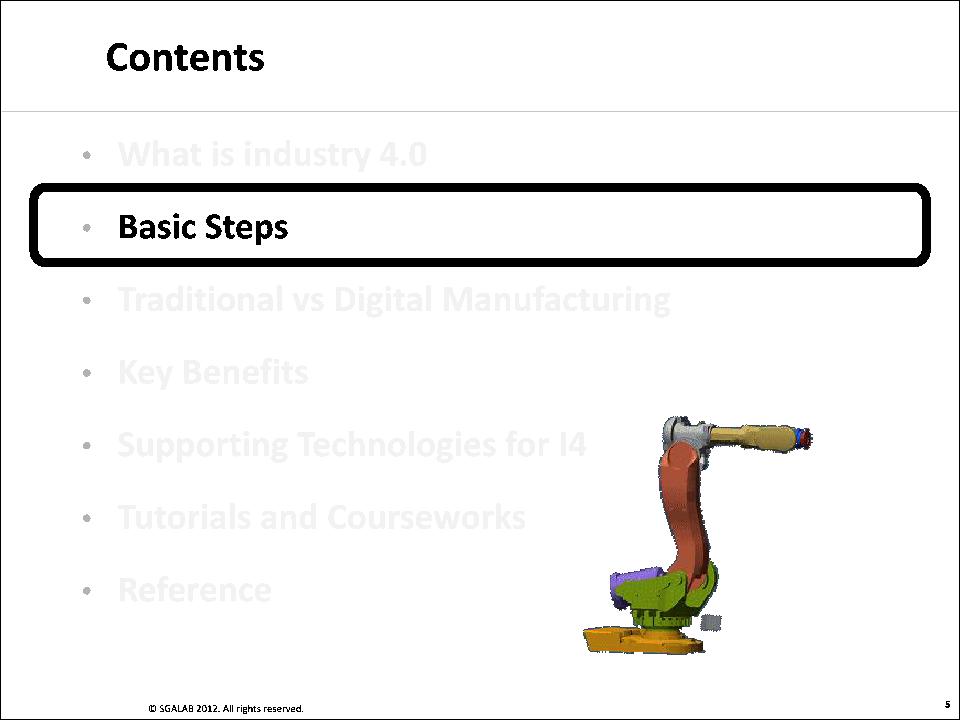 Contents
• What is industry 4.0
• Basic Steps
• Traditional vs Digital Manufacturing
• Key Benefits
• Supporting Technologies for I4
• Tutorials and Courseworks
• Reference
© SGALAB 2012. All rights reserved.
5